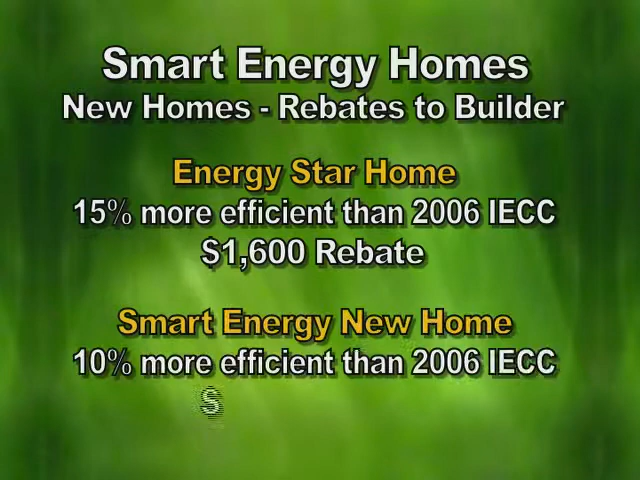 Smart Energy Homes
New Homes - Rebates to Builder
Energy Star Home
15% more efficient than 2006 IECC
$1,600 Rebate
Smart Energy New Home
10% more efficient than 2006 IECC
$